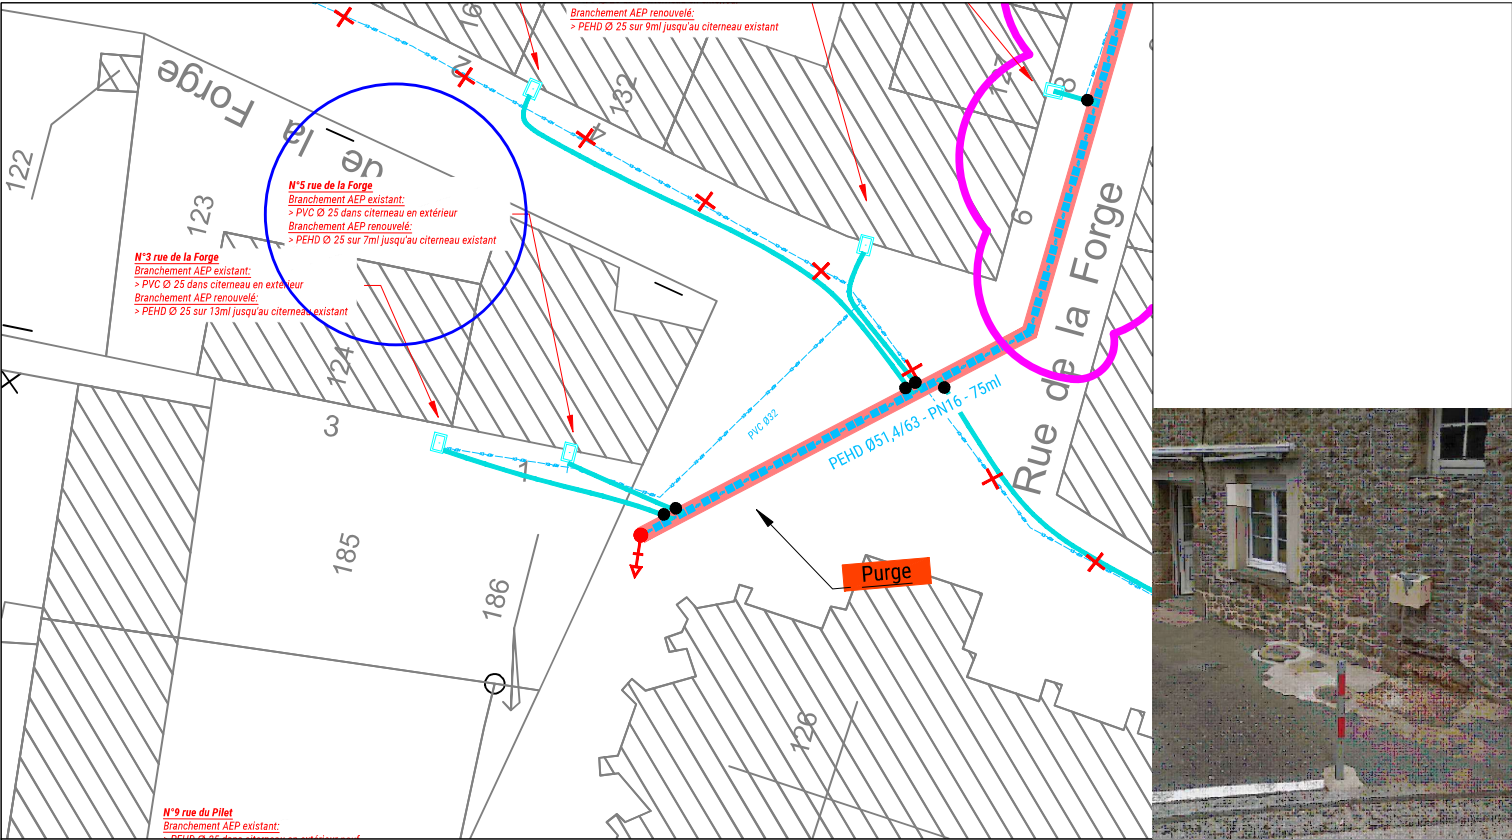 Branchement AEP renouvelé:
> PEHD Ø 25 sur 9ml jusqu'au citerneau existant
16
2
132
4
147
8
6
122
123
de la Forge
N°5 rue de la Forge
Branchement AEP existant:
> PVC Ø 25 dans citerneau en extérieur
Branchement AEP renouvelé:
> PEHD Ø 25 sur 7ml jusqu'au citerneau existant
N°3 rue de la Forge
Branchement AEP existant:
> PVC Ø 25 dans citerneau en extérieur
Branchement AEP renouvelé:
> PEHD Ø 25 sur 13ml jusqu'au citerneau existant
124
3
1
PVC Ø32
PEHD Ø51,4/63 - PN16 - 75ml
Rue de la Forge
185
186
Purge
126
N°9 rue du Pilet
Branchement AEP existant: